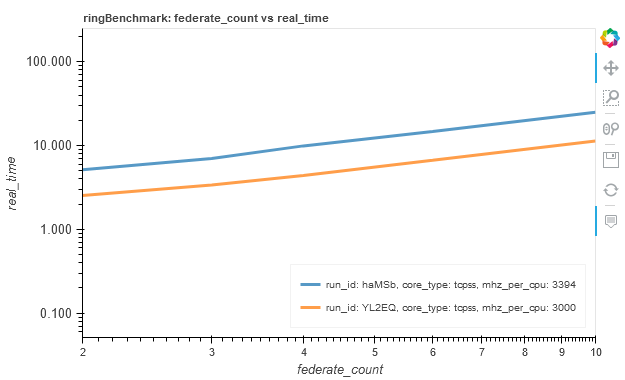 ringBenchmark: federate_count vs real_time
100.000
10.000
1.000
0.100
real_time
run_id: haMSb, core_type: tcpss, mhz_per_cpu: 3394
run_id: YL2EQ, core_type: tcpss, mhz_per_cpu: 3000
2
3
4
5
6
7
8
9
10
federate_count